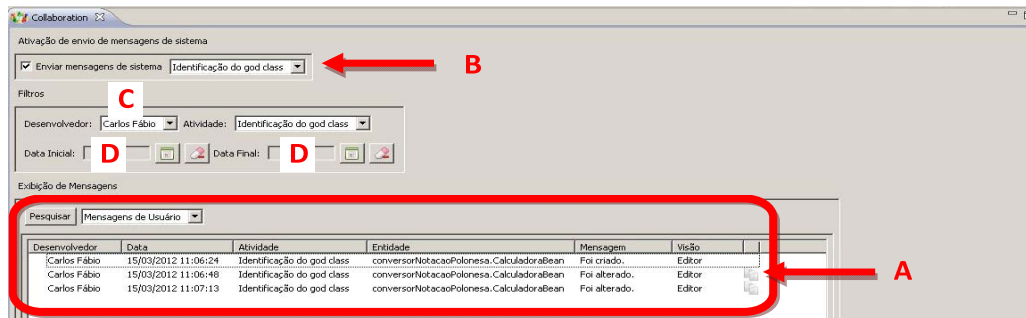 Collaboration
Ativação de envio de mensagens de sistema
Enviar mensagens de sistema Identificação do god class
B
Filtros
C
Desenvolvedor: Carlos Fábio Atividade: Identificação do god class
Data Inicial: D Data Final: D
Exibição de Mensagens
Pesquisar Mensagens de Usuário
Desenvolvedor Data Atividade Entidade Mensagem Visão
Carlos Fábio 15/03/2012 11:06:24 Identificação do god class conversorNotacaoPolonesa.CalculadoraBean Foi criado. Editor
Carlos Fábio 15/03/2012 11:06:48 Identificação do god class conversorNotacaoPolonesa.CalculadoraBean Foi alterado. Editor
A
Carlos Fábio 15/03/2012 11:07:13 Identificação do god class conversorNotacaoPolonesa.CalculadoraBean Foi alterado. Editor